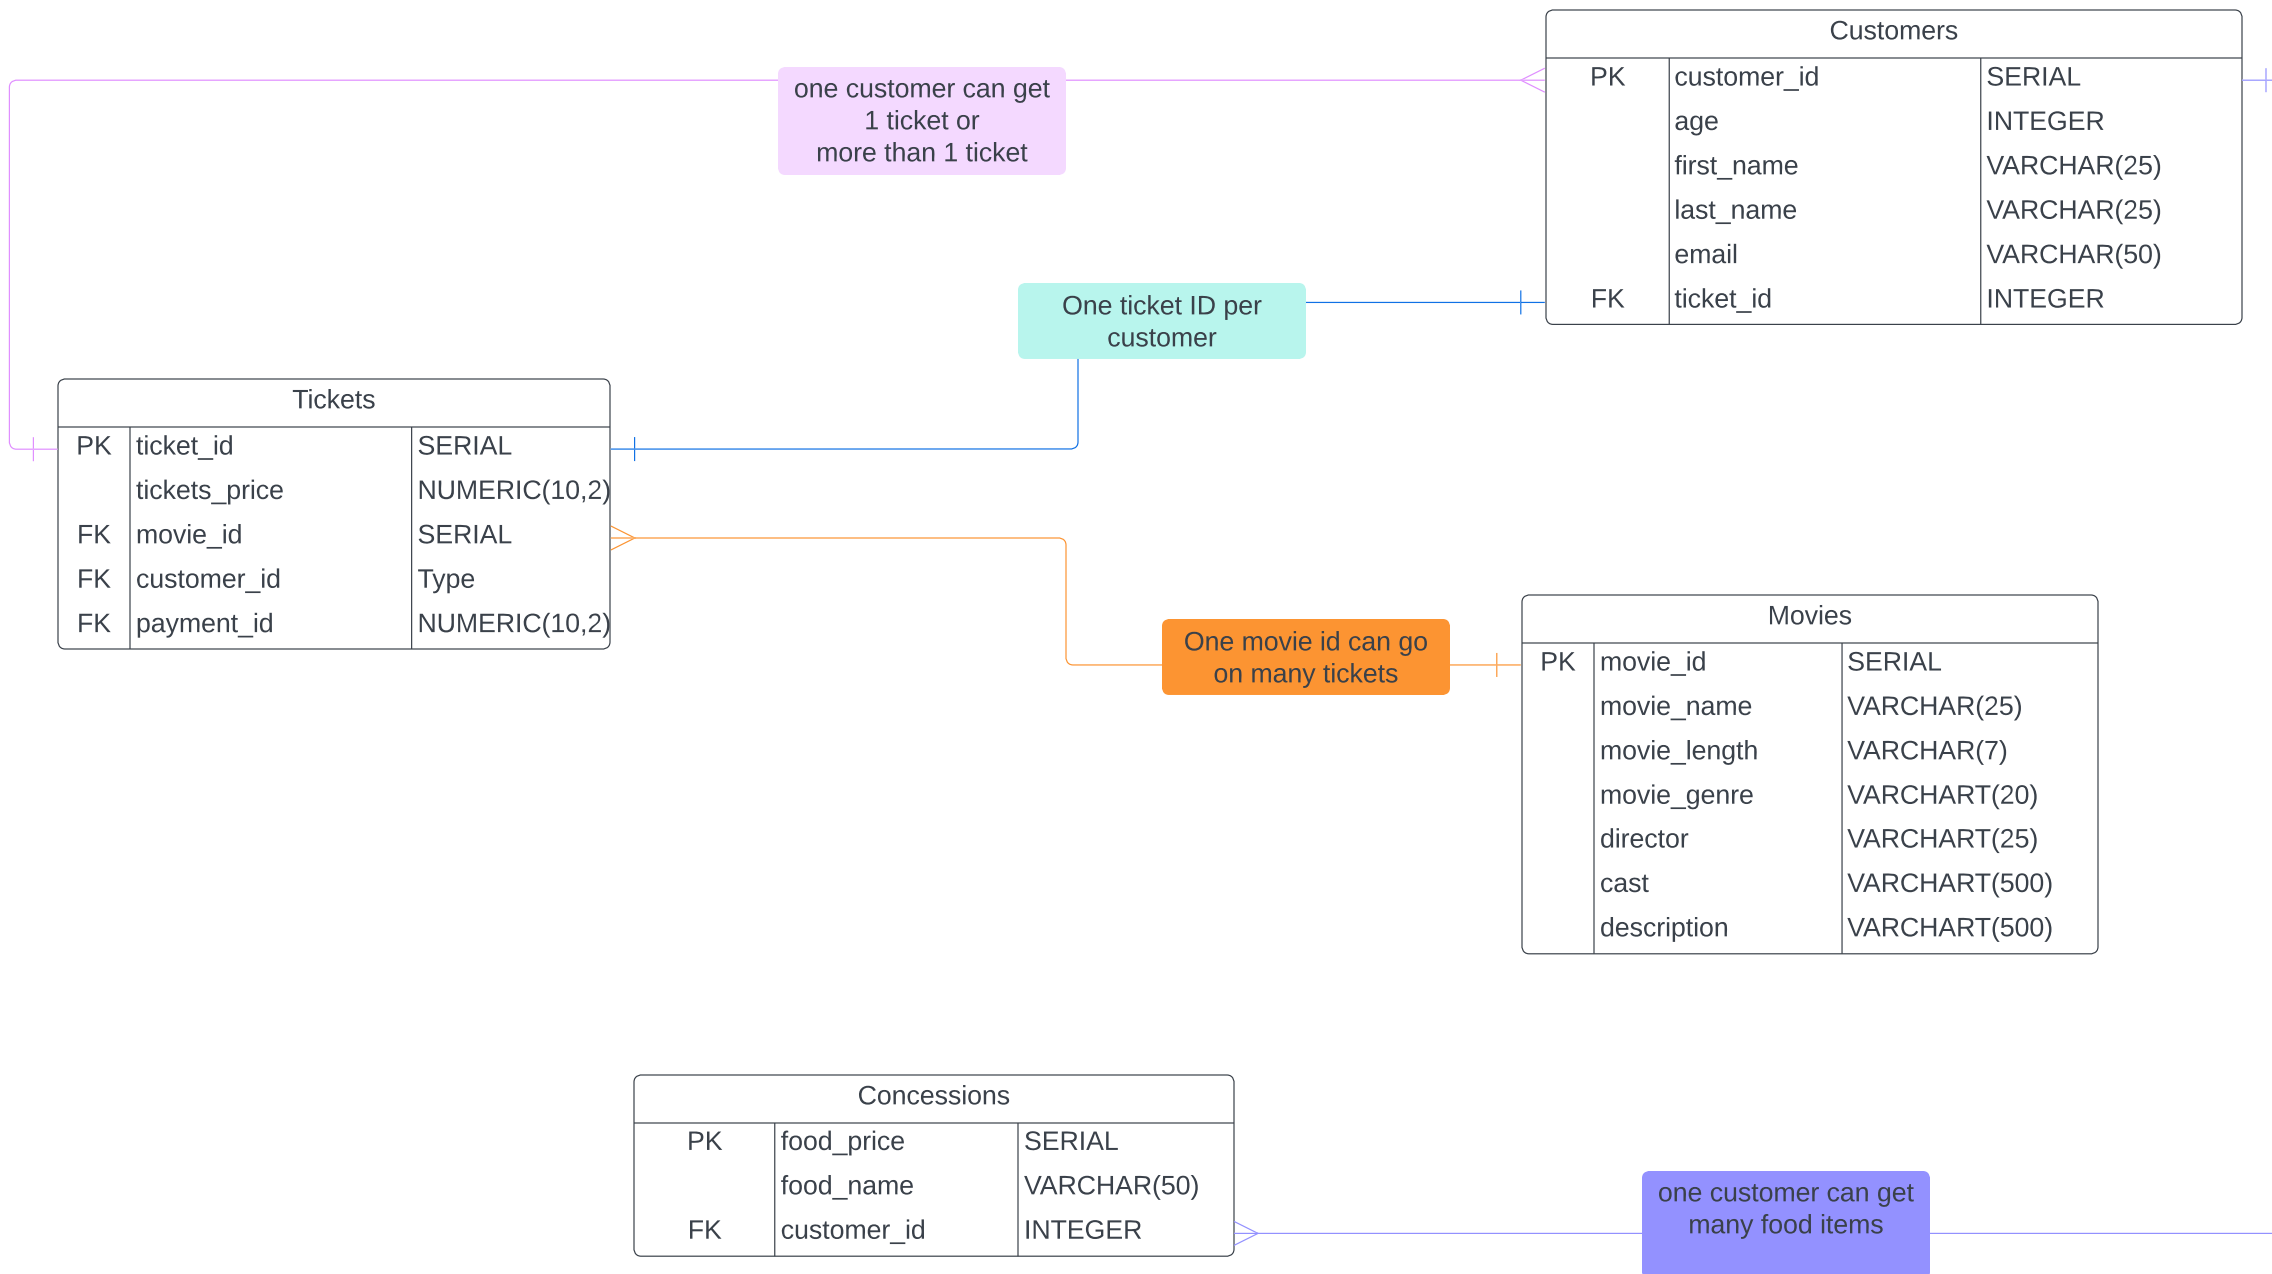 Customers
PK customer_id SERIAL
age INTEGER
first_name VARCHAR(25)
last_name VARCHAR(25)
email VARCHAR(50)
FK ticket_id INTEGER
one customer can get
1 ticket or
more than 1 ticket
One ticket ID per
customer
Tickets
PK ticket_id SERIAL
tickets_price NUMERIC(10,2)
FK movie_id SERIAL
FK customer_id Type
FK payment_id NUMERIC(10,2)
One movie id can go
on many tickets
Movies
PK movie_id SERIAL
movie_name VARCHAR(25)
movie_length VARCHAR(7)
movie_genre VARCHART(20)
director VARCHART(25)
cast VARCHART(500)
description VARCHART(500)
Concessions
PK food_price SERIAL
food_name VARCHAR(50)
FK customer_id INTEGER
one customer can get
many food items